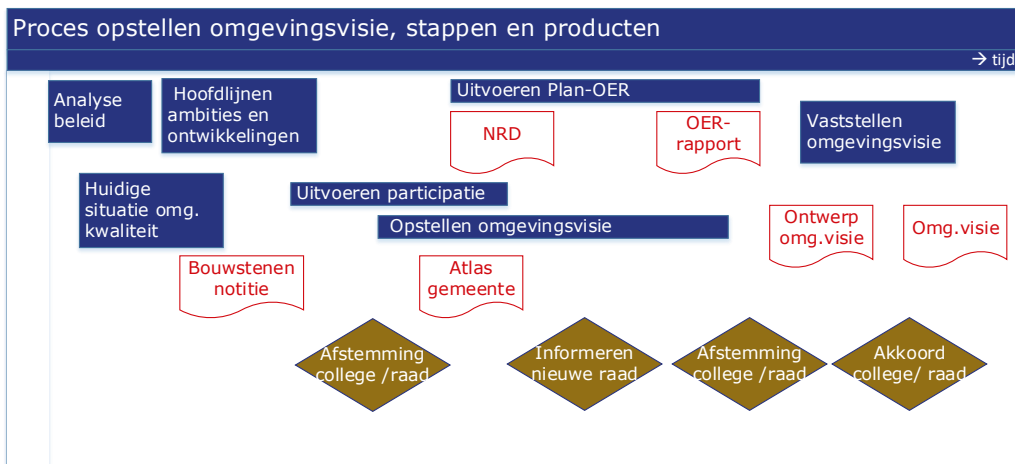 Proces opstellen omgevingsvisie, stappen en producten
→ tijd
Analyse
beleid
Hoofdlijnen
ambities en
ontwikkelingen
Uitvoeren Plan-OER
NRD
OER-
rapport
Vaststellen
omgevingsvisie
Huidige
situatie omg.
kwaliteit
Uitvoeren participatie
Opstellen omgevingsvisie
Ontwerp
omg.visie
Omg.visie
Bouwstenen
notitie
Atlas
gemeente
Afstemming
college /raad
Informeren
nieuwe raad
Afstemming
college /raad
Akkoord
college/ raad